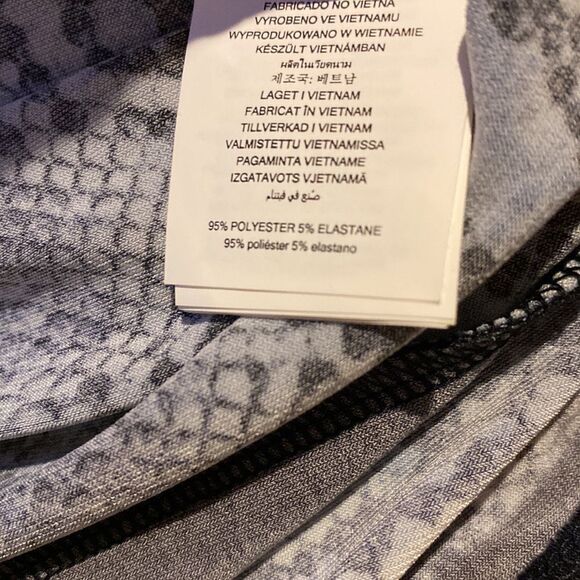 FABRICADO NO VIETNÃ
VYROBENO VE VIETNAMU
WYPRODUKOWANO W WIETNAMIE
KÉSZÜLT VIETNÁMBAN
ผลิตในเวียดนาม
제조국: 베트남
LAGET I VIETNAM
FABRICAT ÎN VIETNAM
TILLVERKAD I VIETNAM
VALMISTETTU VIETNAMISSA
PAGAMINTA VIETNAME
IZGATAVOTS VJETNAMĀ
صُنع في فيتنام
95% POLYESTER 5% ELASTANE
95% poliéster 5% elastano